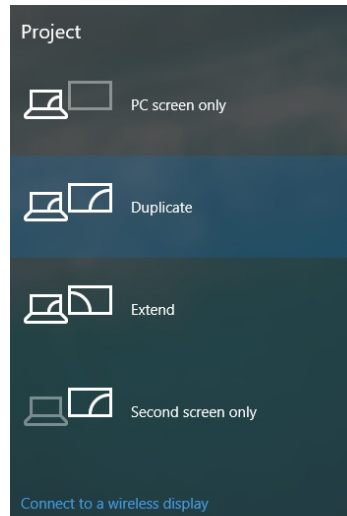 Project
PC screen only
Duplicate
Extend
Second screen only
Connect to a wireless display